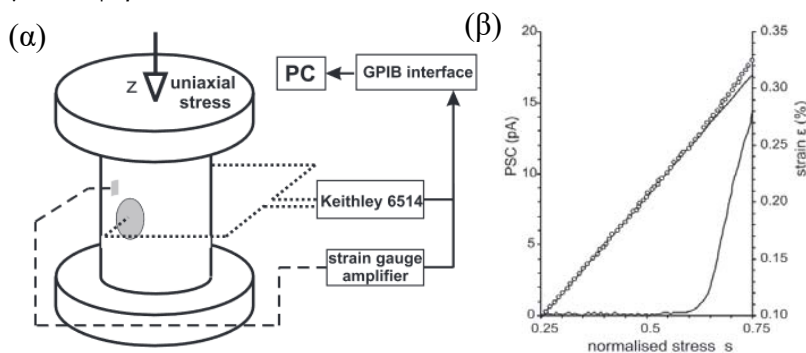 (α)
z
uniaxial
stress
PC
GPIB interface
Keithley 6514
strain gauge
amplifier
(β)
PSC (pA)
20
15
10
5
0
0.25
0.5
0.75
normalised stress s
0.35
0.30
0.25
0.20
0.15
0.10
strain ε (%)